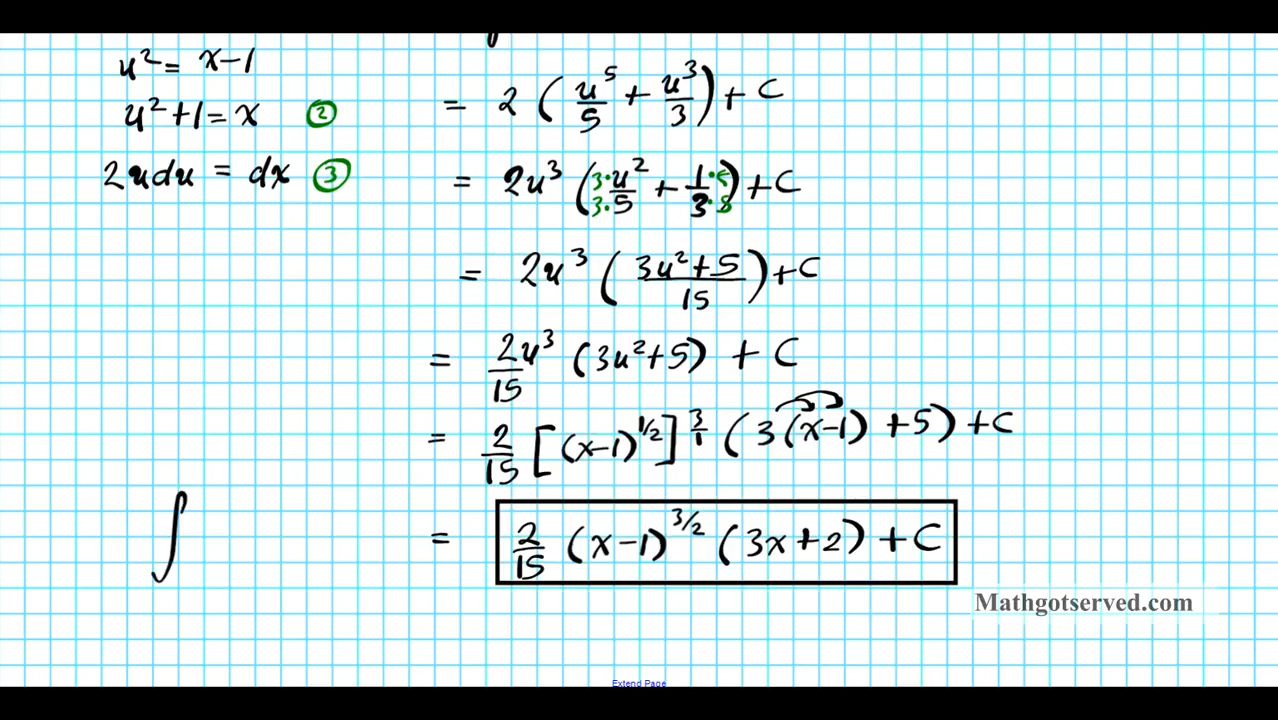 u² = x-1
u²+1 = x ②
2u du = dx ③
= 2 ( u⁵/5 + u³/3 ) + C
= 2u³ ( 3·u²/3·5 + 1·5/3·5 ) + C
= 2u³ ( (3u²+5)/15 ) + C
= 2u³/15 (3u²+5) + C
= 2/15 [(x-1)^1/2]^3/1 (3(x-1) +5) + C
∫ = 2/15 (x-1)^3/2 (3x+2) + C
Mathgotserved.com
Extend Page